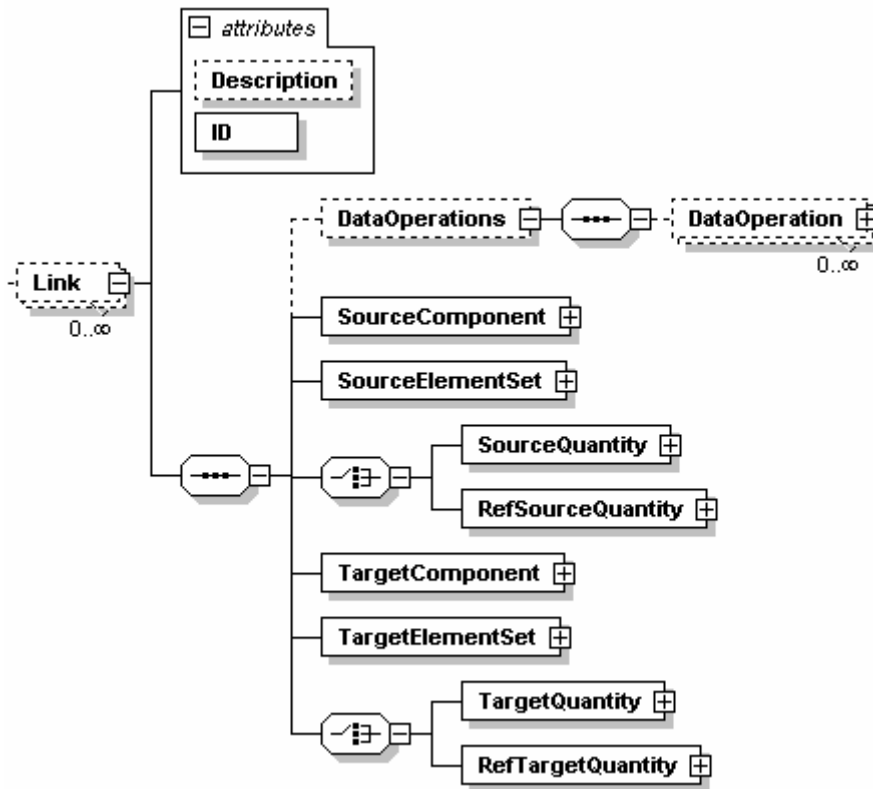 attributes
Description
ID
DataOperations
DataOperation
0..∞
Link
0..∞
SourceComponent
SourceElementSet
SourceQuantity
RefSourceQuantity
TargetComponent
TargetElementSet
TargetQuantity
RefTargetQuantity